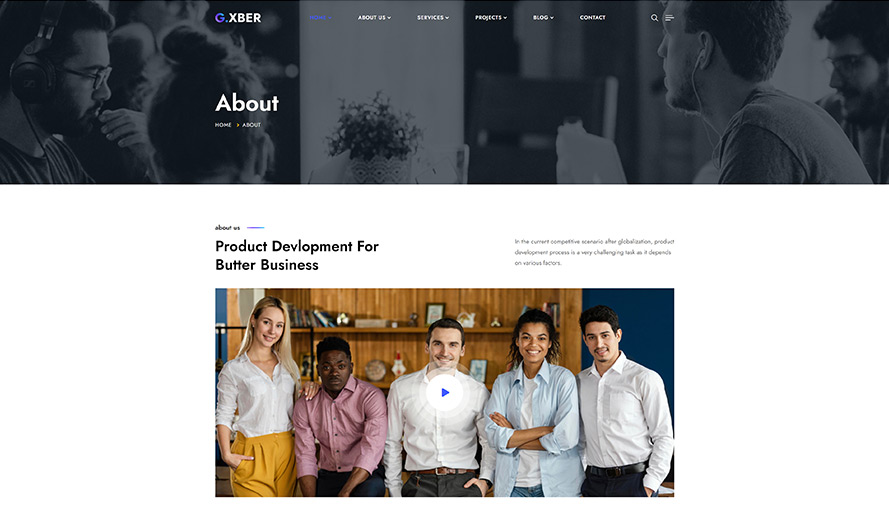 G.XBER
HOME
ABOUT US
SERVICES
PROJECTS
BLOG
CONTACT
About
HOME > ABOUT
about us
Product Devlopment For
Butter Business
In the current competitive scenario after globalization, product
development process is a very challenging task as it depends
on various factors.